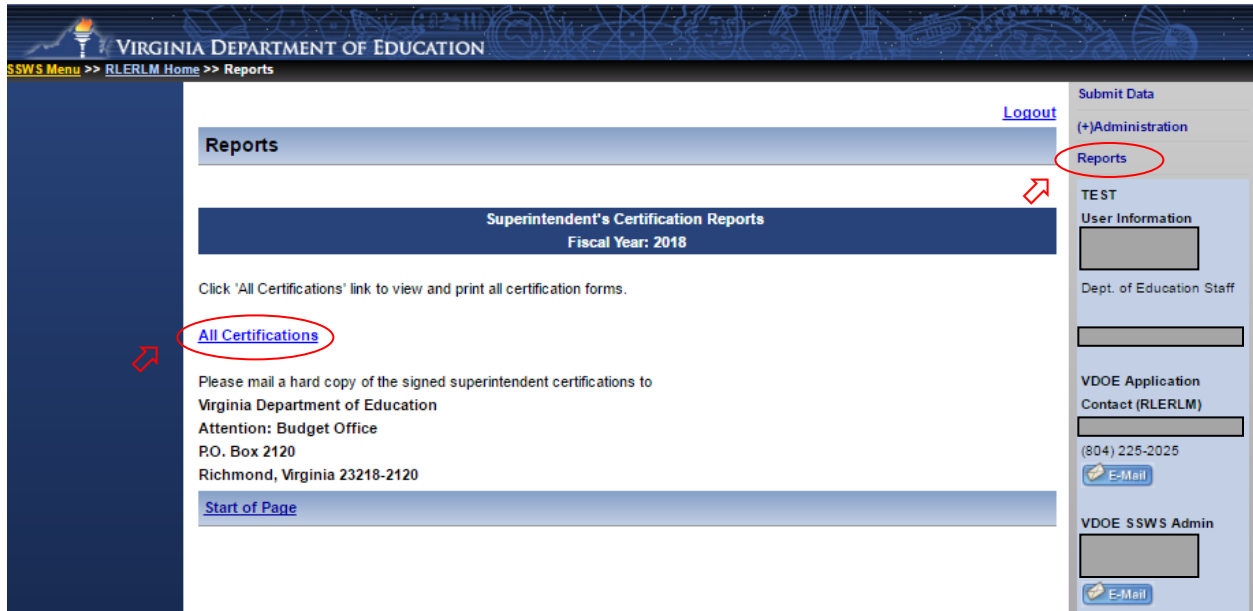 VIRGINIA DEPARTMENT OF EDUCATION
SSWS Menu >> RLERLM Home >> Reports
Logout
Reports
Superintendent's Certification Reports
Fiscal Year: 2018
Click 'All Certifications' link to view and print all certification forms.
All Certifications
Please mail a hard copy of the signed superintendent certifications to
Virginia Department of Education
Attention: Budget Office
P.O. Box 2120
Richmond, Virginia 23218-2120
Start of Page
Submit Data
(+)Administration
Reports
TEST
User Information
Dept. of Education Staff
VDOE Application
Contact (RLERLM)
(804) 225-2025
E-Mail
VDOE SSWS Admin
E-Mail